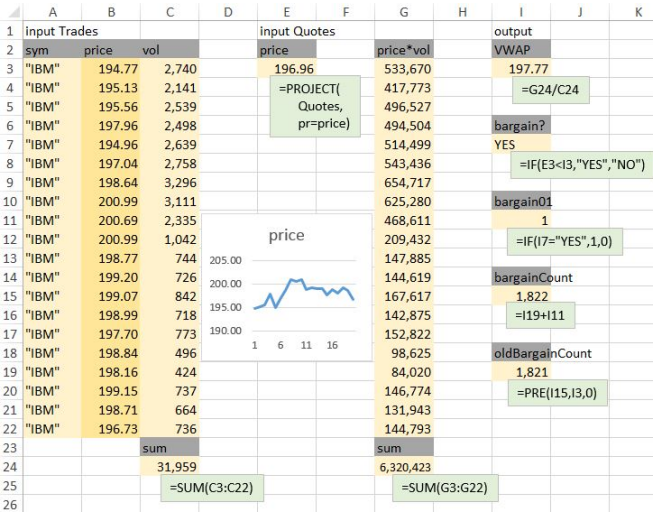 A B C D E F G H I J K
1 input Trades input Quotes output
2 sym price vol price price*vol VWAP
3 "IBM" 194.77 2,740 196.96 533,670 197.77
4 "IBM" 195.13 2,141 =PROJECT( 417,773 =G24/C24
5 "IBM" 195.56 2,539 Quotes, 496,527
6 "IBM" 197.96 2,498 pr=price) 494,504 bargain?
7 "IBM" 194.96 2,639 514,499 YES
8 "IBM" 197.04 2,758 543,436 =IF(E3<I3,"YES","NO")
9 "IBM" 198.64 3,296 654,717
10 "IBM" 200.99 3,111 625,280 bargain01
11 "IBM" 200.69 2,335 468,611 1
12 "IBM" 200.99 1,042 price 209,432 =IF(I7="YES",1,0)
13 "IBM" 198.77 744 205.00 147,885
14 "IBM" 199.20 726 200.00 144,619 bargainCount
15 "IBM" 199.07 842 195.00 167,617 1,822
16 "IBM" 198.99 718 190.00 142,875 =I19+I11
17 "IBM" 197.70 773 1 6 11 16 152,822
18 "IBM" 198.84 496 98,625 oldBargainCount
19 "IBM" 198.16 424 84,020 1,821
20 "IBM" 199.15 737 146,774 =PRE(I15,I3,0)
21 "IBM" 198.71 664 131,943
22 "IBM" 196.73 736 144,793
23 sum sum
24 31,959 6,320,423
25 =SUM(C3:C22) =SUM(G3:G22)
26